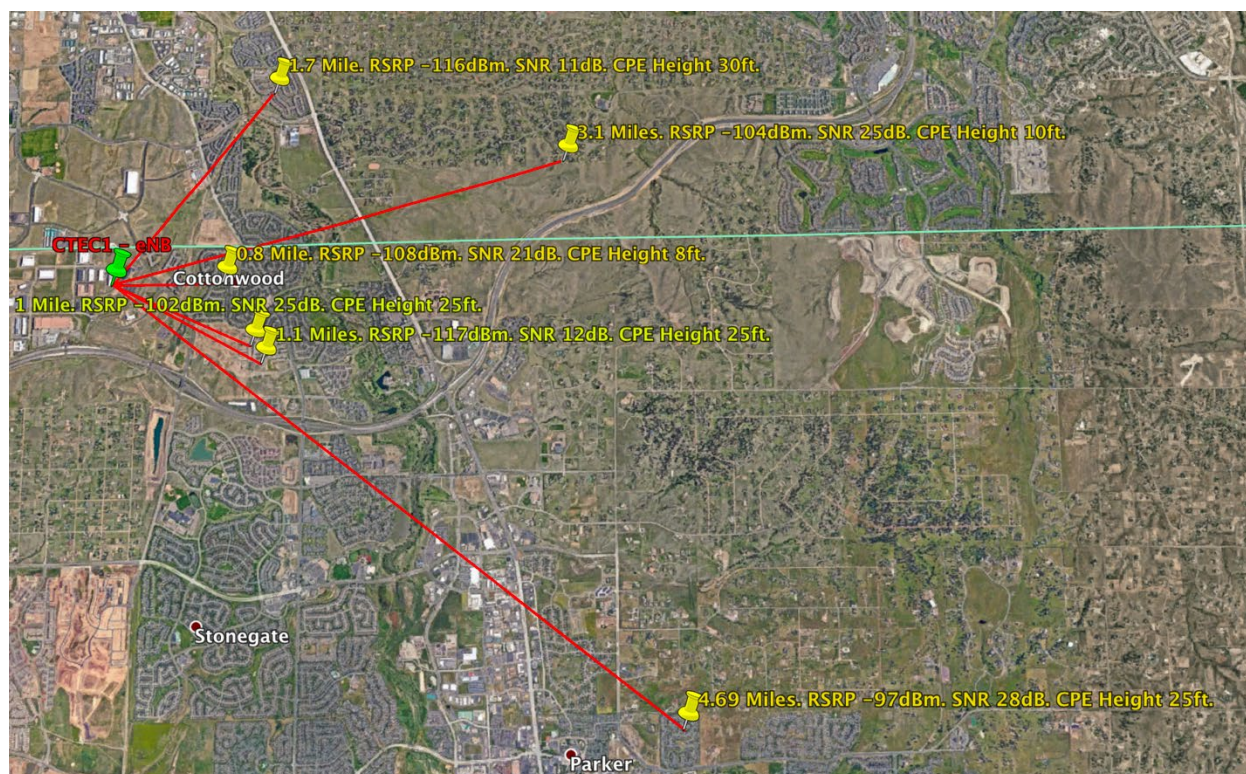 1.7 Mile. RSRP -116dBm. SNR 11dB. CPE Height 30ft.
3.1 Miles. RSRP -104dBm. SNR 25dB. CPE Height 10ft.
CTEC1 - eNB
0.8 Mile. RSRP -108dBm. SNR 21dB. CPE Height 8ft.
Cottonwood
1 Mile. RSRP -102dBm. SNR 25dB. CPE Height 25ft.
1.1 Miles. RSRP -117dBm. SNR 12dB. CPE Height 25ft.
Stonegate
4.69 Miles. RSRP -97dBm. SNR 28dB. CPE Height 25ft.
Parker